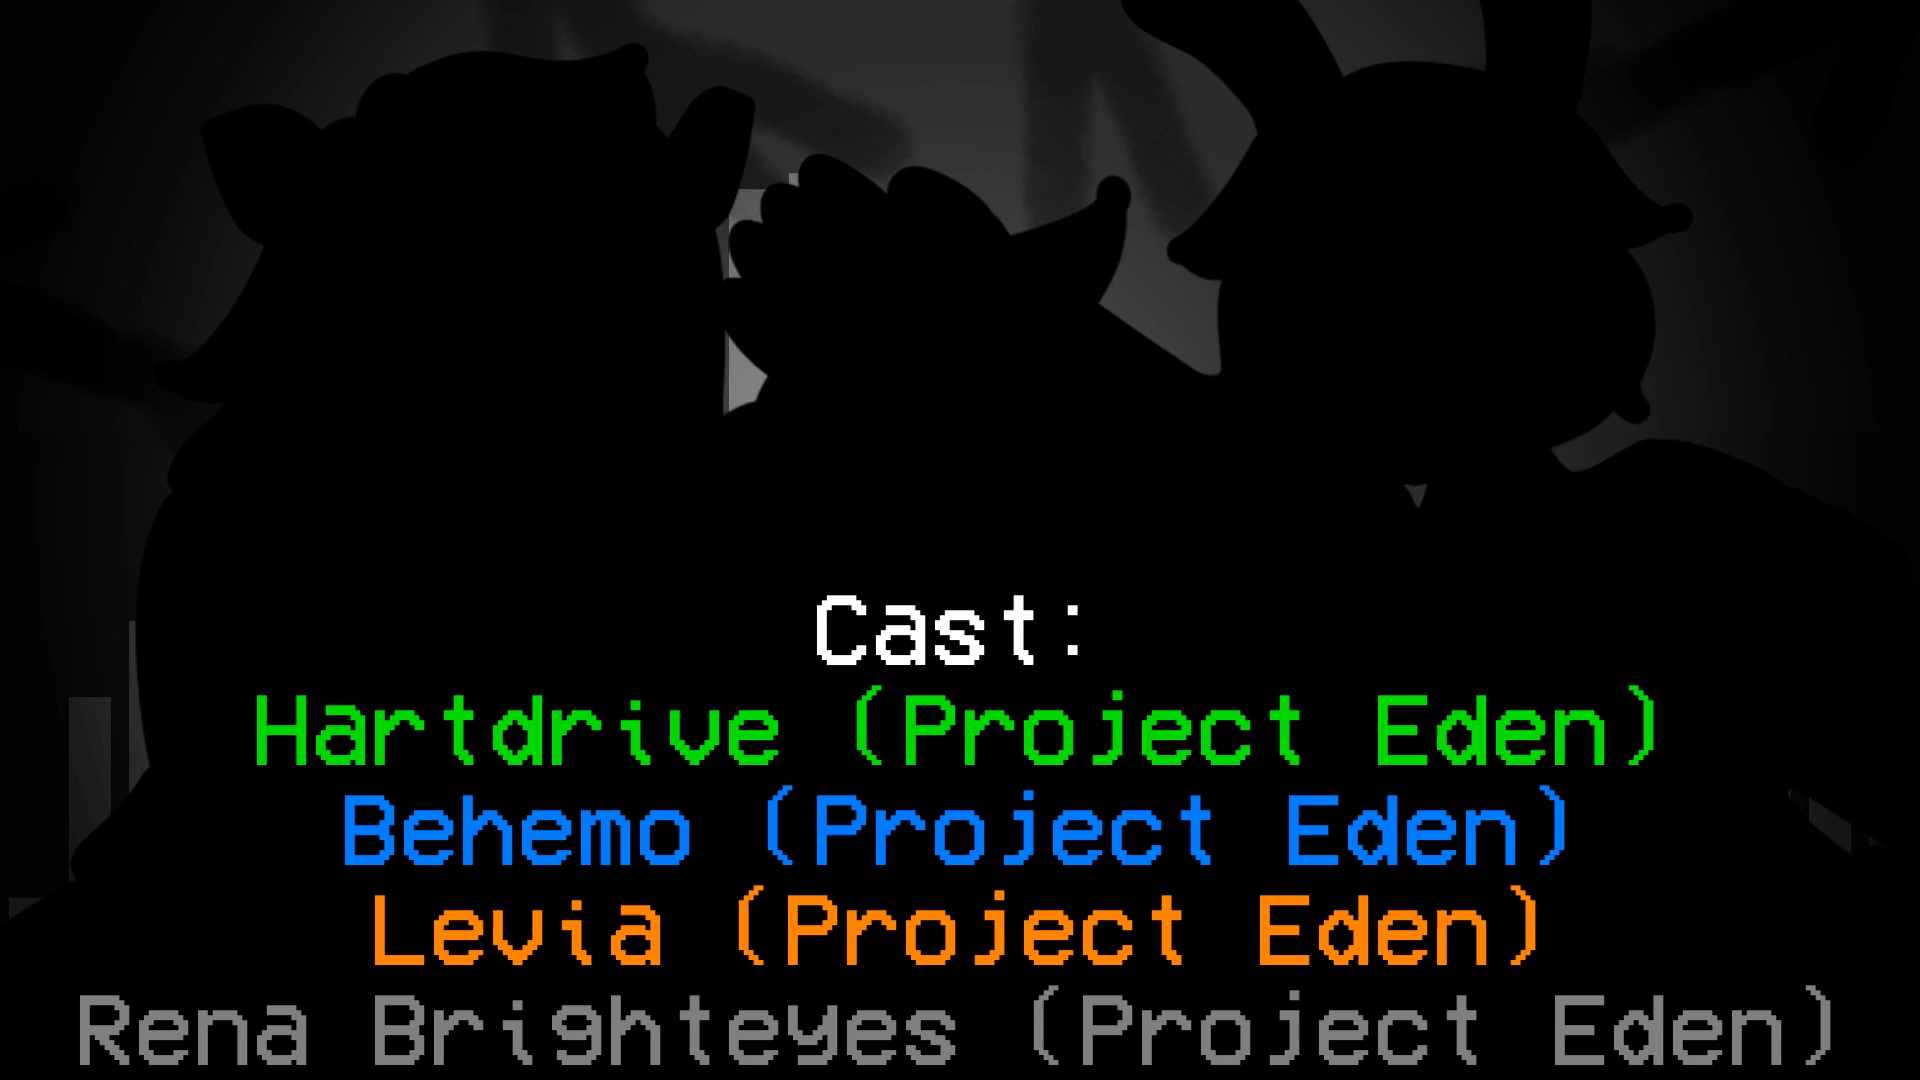 Cast:
Hartdrive (Project Eden)
Behemo (Project Eden)
Levia (Project Eden)
Rena Brighteyes (Project Eden)